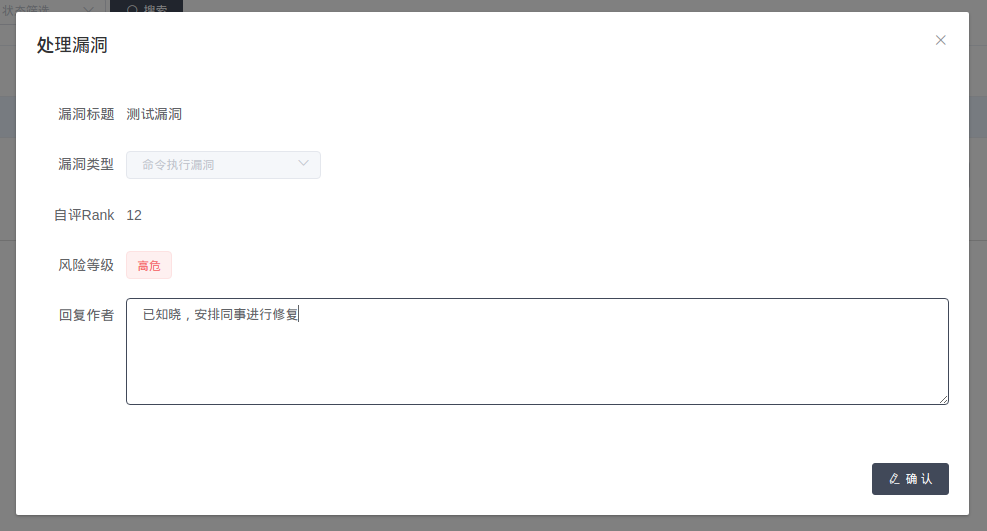 状态筛选 搜索
处理漏洞
漏洞标题 测试漏洞
漏洞类型 命令执行漏洞
自评Rank 12
风险等级 高危
回复作者 已知晓，安排同事进行修复
确 认